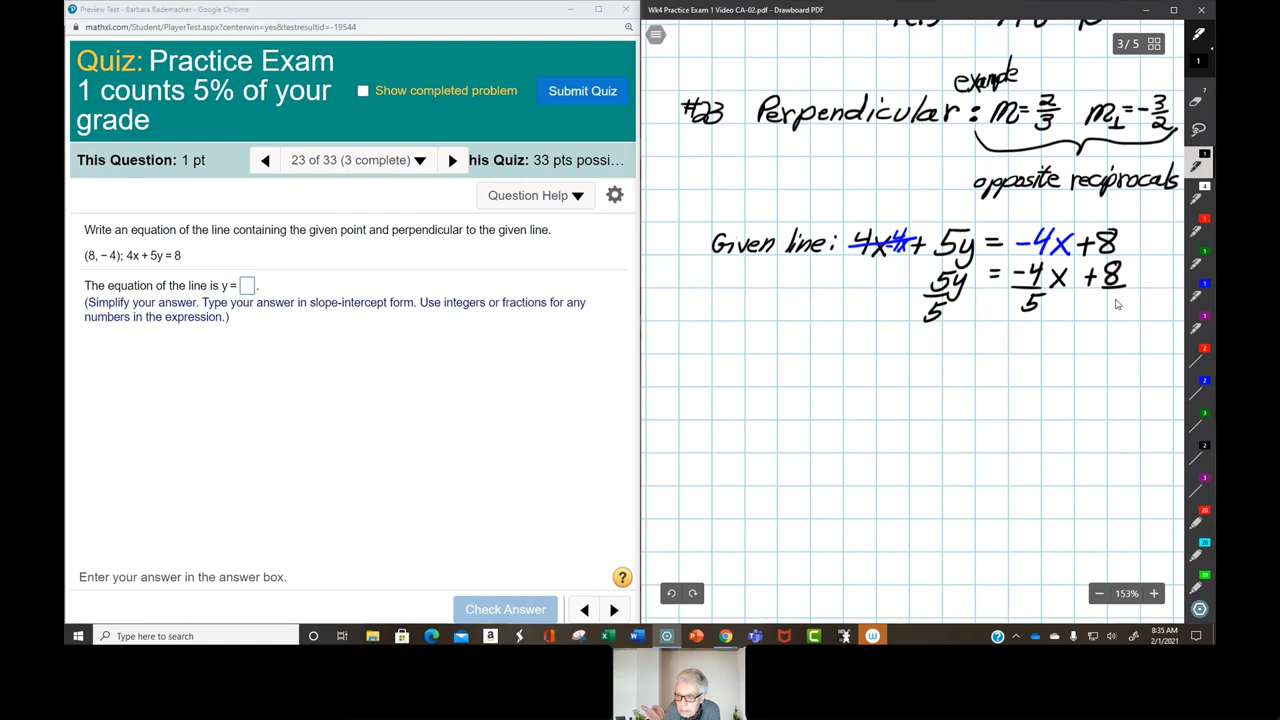 Preview Test - Barbara Rademacher - Google Chrome
mathxl.com/Student/PlayerTest.aspx?centerwin=yes&testresultid=-19544
Quiz: Practice Exam
1 counts 5% of your
grade
Show completed problem
Submit Quiz
This Question: 1 pt
23 of 33 (3 complete)
his Quiz: 33 pts possi...
Question Help
Write an equation of the line containing the given point and perpendicular to the given line.
(8, − 4); 4x + 5y = 8
The equation of the line is y = .
(Simplify your answer. Type your answer in slope-intercept form. Use integers or fractions for any
numbers in the expression.)
Enter your answer in the answer box.
?
Check Answer
Wk4 Practice Exam 1 Video CA-02.pdf - Drawboard PDF
3 / 5
example
#23 Perpendicular : m = 2/3 m⊥ = -3/2
opposite reciprocals
Given line: 4x -4x + 5y = -4x + 8
5y/5 = -4/5 x + 8
153%
Type here to search
8:35 AM
2/1/2021